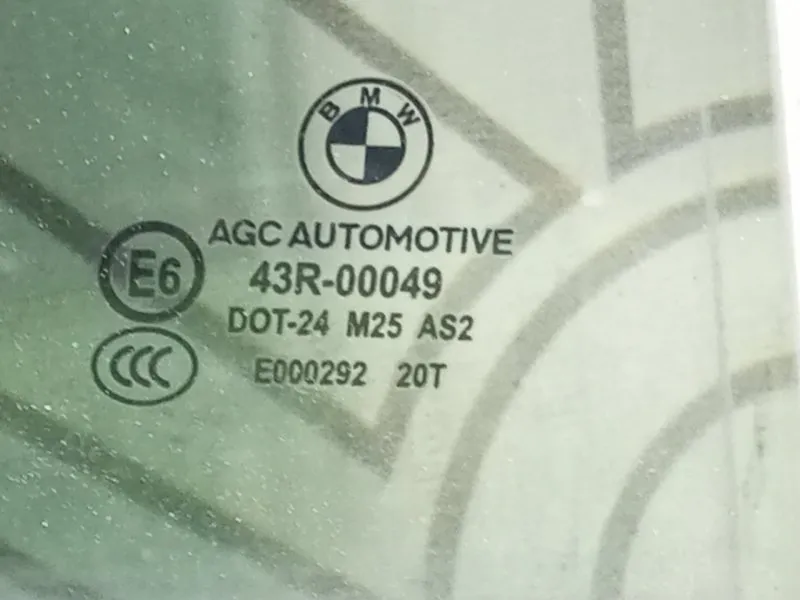 BMW
AGC AUTOMOTIVE
E6
43R-00049
DOT-24 M25 AS2
CCC
E000292 20T